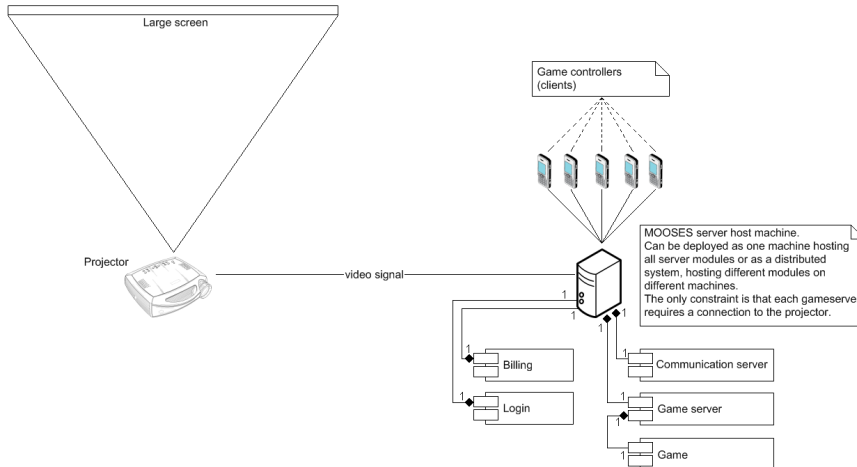 Large screen
Game controllers
(clients)
MOOSES server host machine.
Can be deployed as one machine hosting
all server modules or as a distributed
system, hosting different modules on
different machines.
The only constraint is that each gameserve
requires a connection to the projector.
Projector
video signal
1
1
1
1
1
1
1
Billing
Communication server
1
1
Login
Game server
1
1
Game